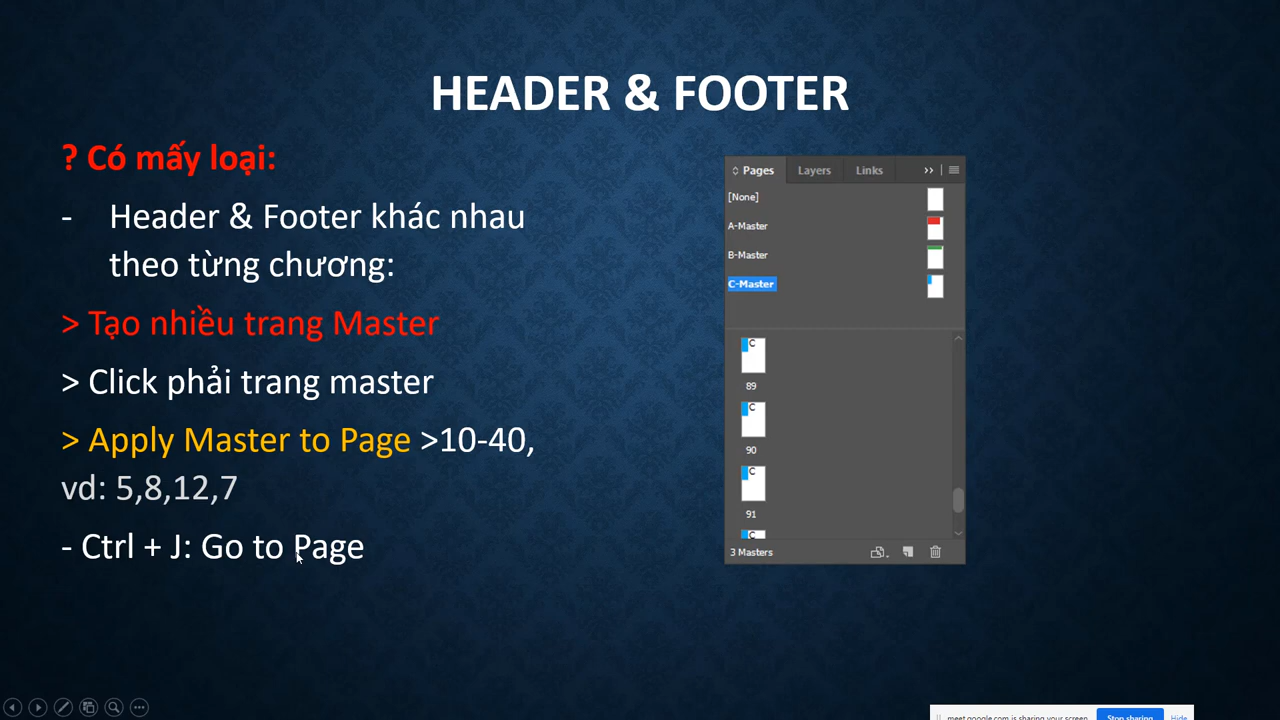 HEADER & FOOTER
? Có mấy loại:
- Header & Footer khác nhau
theo từng chương:
> Tạo nhiều trang Master
> Click phải trang master
> Apply Master to Page >10-40,
vd: 5,8,12,7
- Ctrl + J: Go to Page
Pages Layers Links
[None]
A-Master
B-Master
C-Master
C
89
C
90
C
91
C
3 Masters
meet.google.com is sharing your screen. Stop sharing Hide